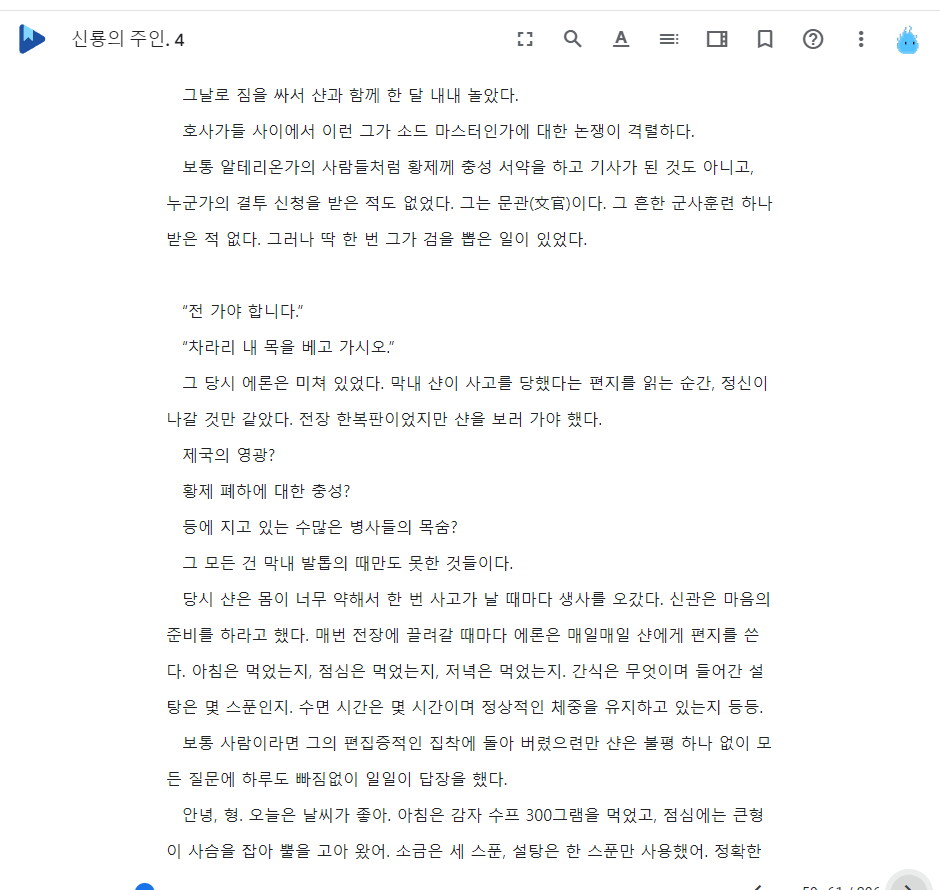 신룡의 주인. 4
그날로 짐을 싸서 샨과 함께 한 달 내내 놀았다.
호사가들 사이에서 이런 그가 소드 마스터인가에 대한 논쟁이 격렬하다.
보통 알테리온가의 사람들처럼 황제께 충성 서약을 하고 기사가 된 것도 아니고,
누군가의 결투 신청을 받은 적도 없었다. 그는 문관(文官)이다. 그 흔한 군사훈련 하나
받은 적 없다. 그러나 딱 한 번 그가 검을 뽑은 일이 있었다.
“전 가야 합니다.”
“차라리 내 목을 베고 가시오.”
그 당시 에론은 미쳐 있었다. 막내 샨이 사고를 당했다는 편지를 읽는 순간, 정신이
나갈 것만 같았다. 전장 한복판이었지만 샨을 보러 가야 했다.
제국의 영광?
황제 폐하에 대한 충성?
등에 지고 있는 수많은 병사들의 목숨?
그 모든 건 막내 발톱의 때만도 못한 것들이다.
당시 샨은 몸이 너무 약해서 한 번 사고가 날 때마다 생사를 오갔다. 신관은 마음의
준비를 하라고 했다. 매번 전장에 끌려갈 때마다 에론은 매일매일 샨에게 편지를 쓴
다. 아침은 먹었는지, 점심은 먹었는지, 저녁은 먹었는지. 간식은 무엇이며 들어간 설
탕은 몇 스푼인지. 수면 시간은 몇 시간이며 정상적인 체중을 유지하고 있는지 등등.
보통 사람이라면 그의 편집증적인 집착에 돌아 버렸으련만 샨은 불평 하나 없이 모
든 질문에 하루도 빠짐없이 일일이 답장을 했다.
안녕, 형. 오늘은 날씨가 좋아. 아침은 감자 수프 300그램을 먹었고, 점심에는 큰형
이 사슴을 잡아 뿔을 고아 왔어. 소금은 세 스푼, 설탕은 한 스푼만 사용했어. 정확한